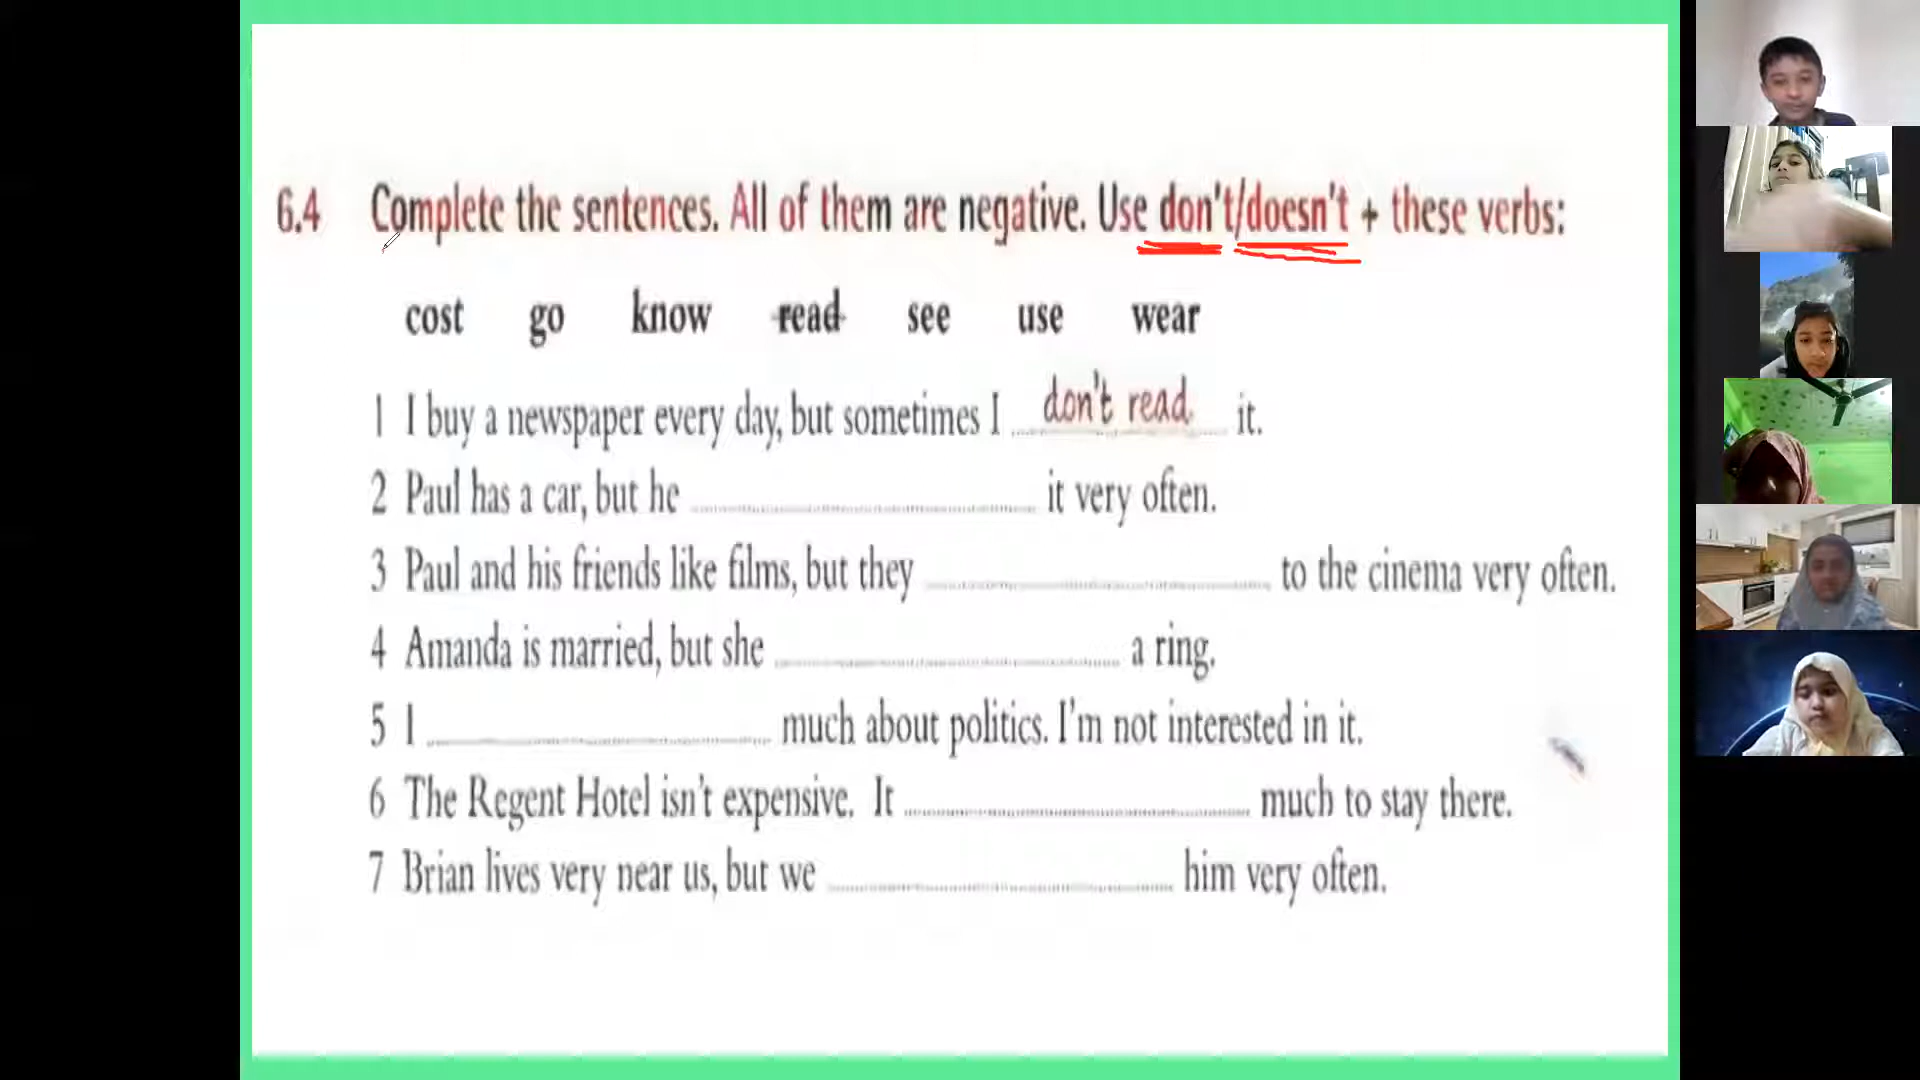 6.4 Complete the sentences. All of them are negative. Use don't/doesn't + these verbs:
cost go know read see use wear
1 I buy a newspaper every day, but sometimes I don't read it.
2 Paul has a car, but he ........ it very often.
3 Paul and his friends like films, but they ........ to the cinema very often.
4 Amanda is married, but she ........ a ring.
5 I ........ much about politics. I'm not interested in it.
6 The Regent Hotel isn't expensive. It ........ much to stay there.
7 Brian lives very near us, but we ........ him very often.